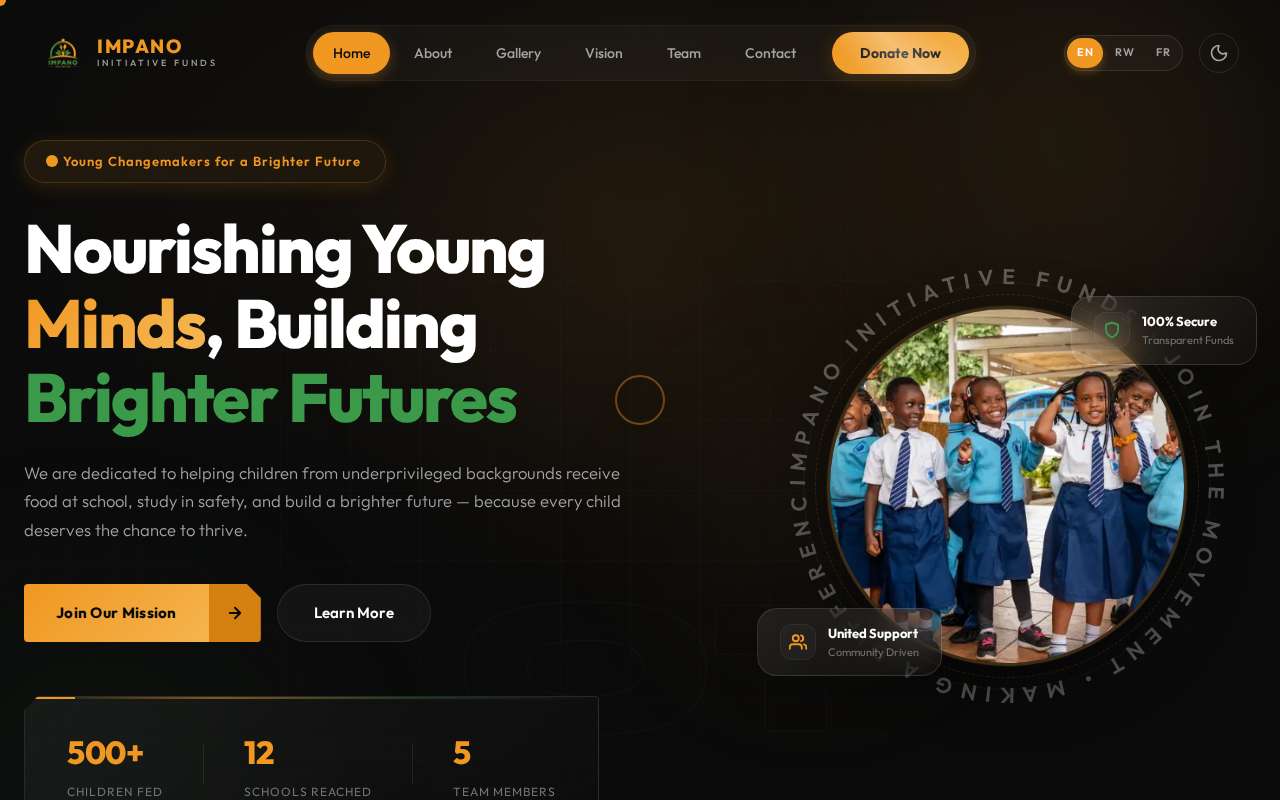 IMPANO
INITIATIVE FUNDS
IMPANO
Home
About
Gallery
Vision
Team
Contact
Donate Now
EN
RW
FR
Young Changemakers for a Brighter Future
Nourishing Young
Minds, Building
Brighter Futures
We are dedicated to helping children from underprivileged backgrounds receive
food at school, study in safety, and build a brighter future — because every child
deserves the chance to thrive.
Join Our Mission
Learn More
IMPANO INITIATIVE FUND
JOIN THE MOVEMENT • MAKING A
FERENC
100% Secure
Transparent Funds
United Support
Community Driven
500+
CHILDREN FED
12
SCHOOLS REACHED
5
TEAM MEMBERS